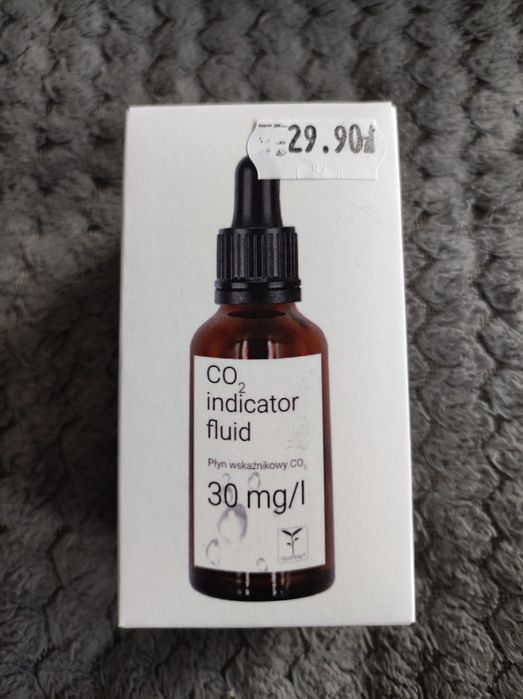 29.90zł
CO₂
indicator
fluid
Płyn wskaźnikowy CO₂
30 mg/l